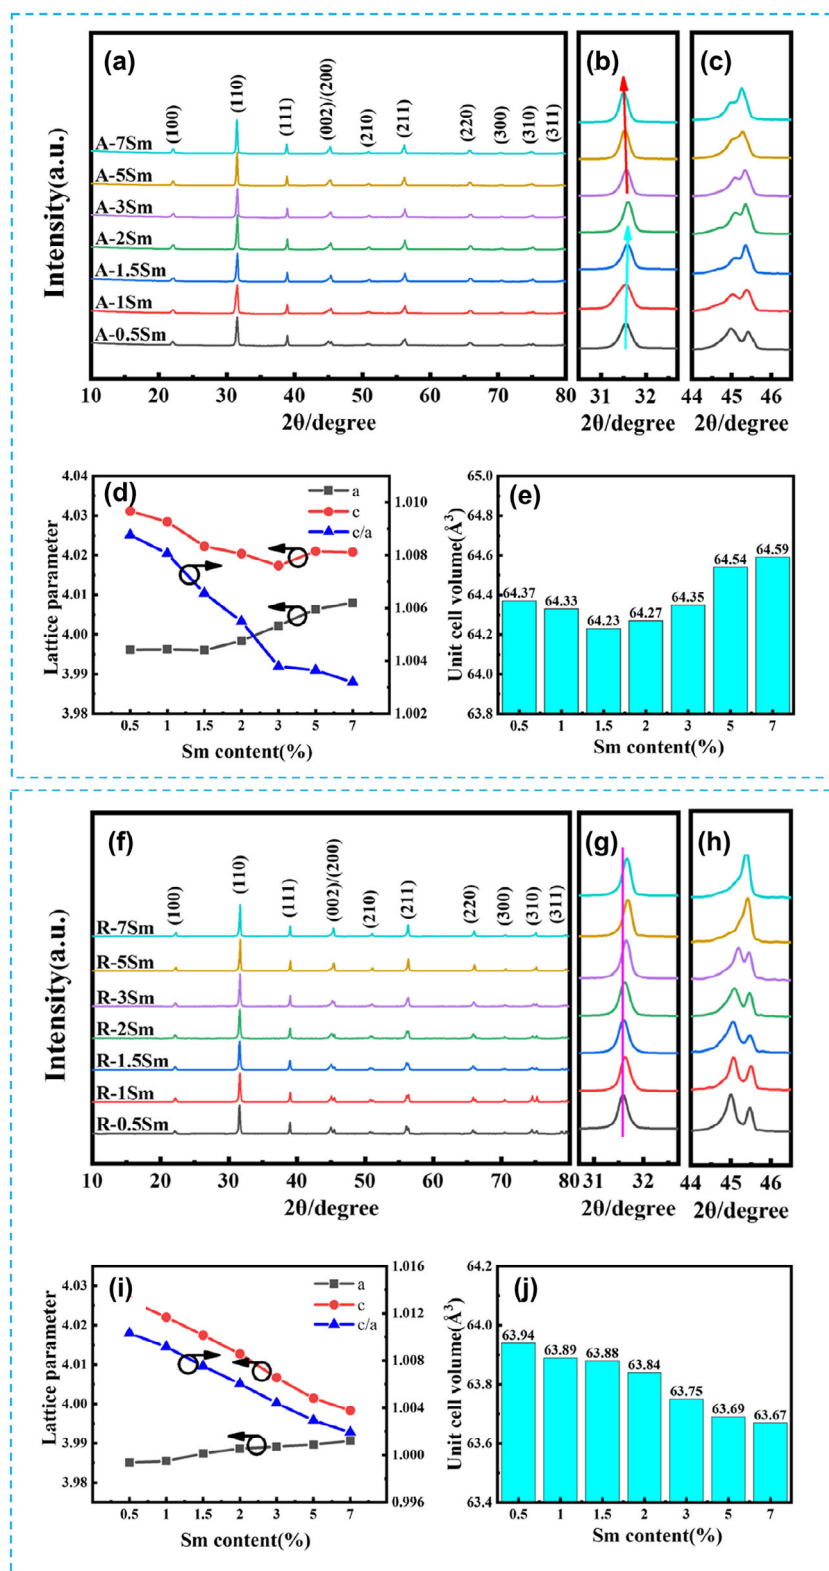 (a)
(100)
(110)
(111)
(002)/(200)
(210)
(211)
(220)
(300)
(310)
(311)
A-7Sm
A-5Sm
A-3Sm
A-2Sm
A-1.5Sm
A-1Sm
A-0.5Sm
Intensity(a.u.)
10 20 30 40 50 60 70 80
2θ/degree
(b)
31 32
2θ/degree
(c)
44 45 46
2θ/degree
(d)
a
c
c/a
4.04
4.03
4.02
4.01
4.00
3.99
3.98
Lattice parameter
1.010
1.008
1.006
1.004
1.002
0.5 1 1.5 2 3 5 7
Sm content(%)
(e)
65.0
64.8
64.6
64.4
64.2
64.0
63.8
Unit cell volume(Å³)
64.37
64.33
64.23
64.27
64.35
64.54
64.59
0.5 1 1.5 2 3 5 7
Sm content(%)
(f)
(100)
(110)
(111)
(002)/(200)
(210)
(211)
(220)
(300)
(310)
(311)
R-7Sm
R-5Sm
R-3Sm
R-2Sm
R-1.5Sm
R-1Sm
R-0.5Sm
Intensity(a.u.)
10 20 30 40 50 60 70 80
2θ/degree
(g)
31 32
2θ/degree
(h)
44 45 46
2θ/degree
(i)
a
c
c/a
4.03
4.02
4.01
4.00
3.99
3.98
Lattice parameter
1.016
1.012
1.008
1.004
1.000
0.996
0.5 1 1.5 2 3 5 7
Sm content(%)
(j)
64.2
64.0
63.8
63.6
63.4
Unit cell volume(Å³)
63.94
63.89
63.88
63.84
63.75
63.69
63.67
0.5 1 1.5 2 3 5 7
Sm content(%)